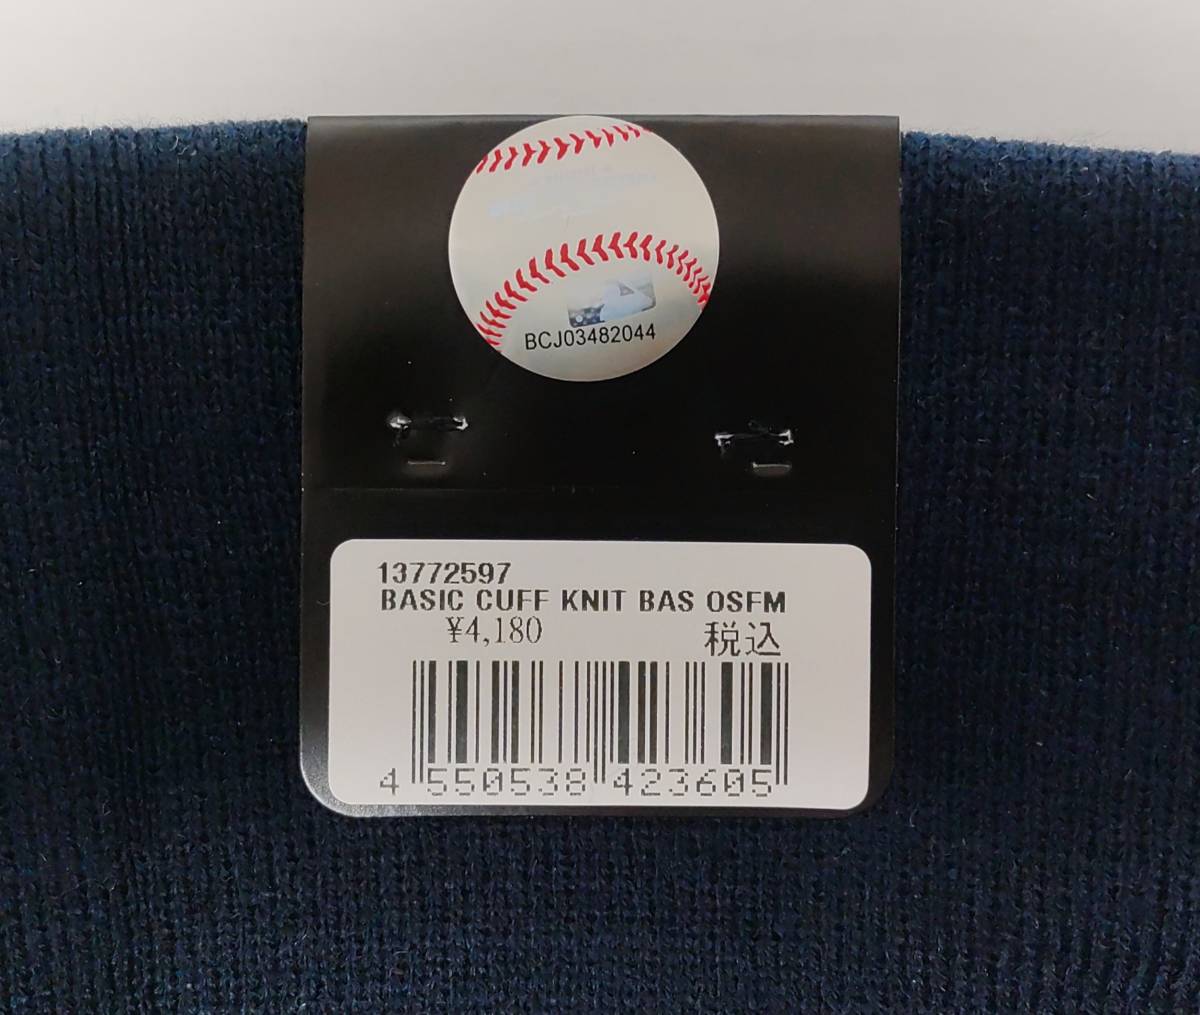 BCJ03482044
13772597
BASIC CUFF KNIT BAS OSFM
¥4,180 税込
4 550538 423605